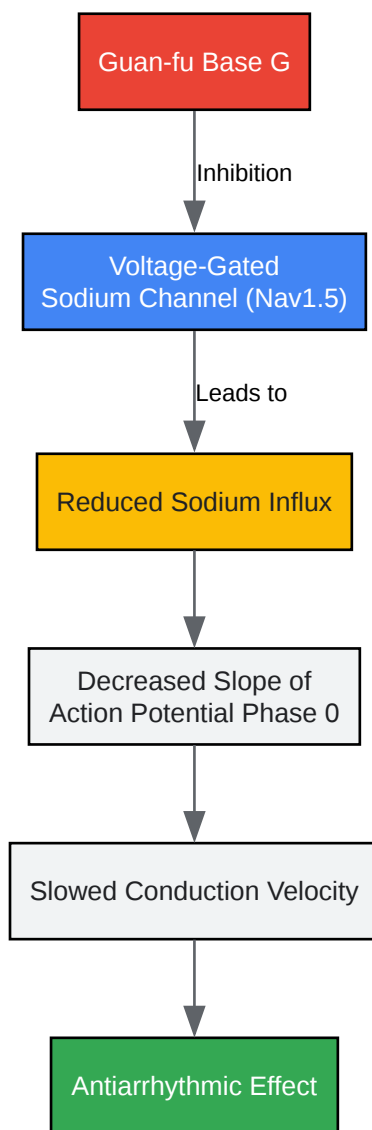 Guan-fu Base G
Inhibition
Voltage-Gated
Sodium Channel (Nav1.5)
Leads to
Reduced Sodium Influx
Decreased Slope of
Action Potential Phase 0
Slowed Conduction Velocity
Antiarrhythmic Effect